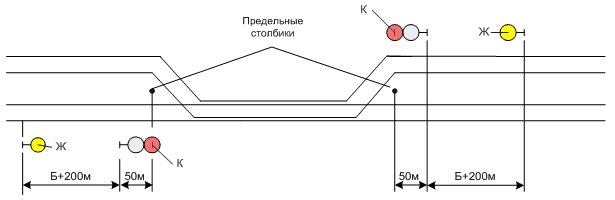 Предельные
столбики
К
Ж
Ж
К
Б+200м
50м
50м
Б+200м